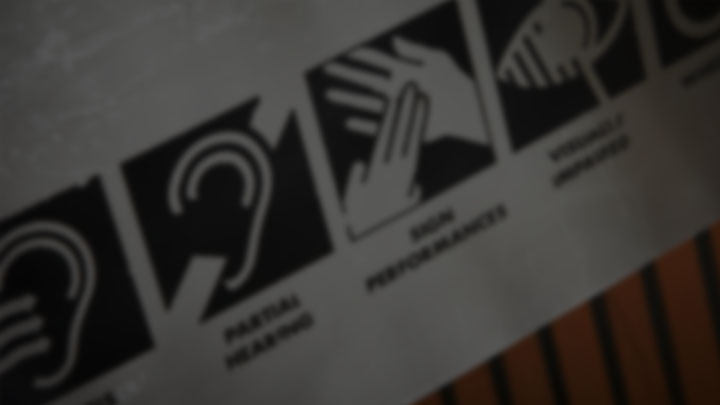 PARTIAL
HEARING
SIGN
PERFORMANCES
VISUALLY
IMPAIRED